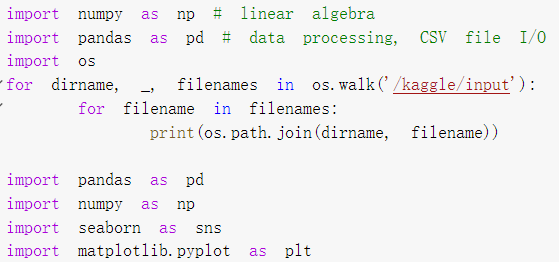 import numpy as np # linear algebra
import pandas as pd # data processing, CSV file I/O
import os
for dirname, _, filenames in os.walk('/kaggle/input'):
    for filename in filenames:
        print(os.path.join(dirname, filename))

import pandas as pd
import numpy as np
import seaborn as sns
import matplotlib.pyplot as plt